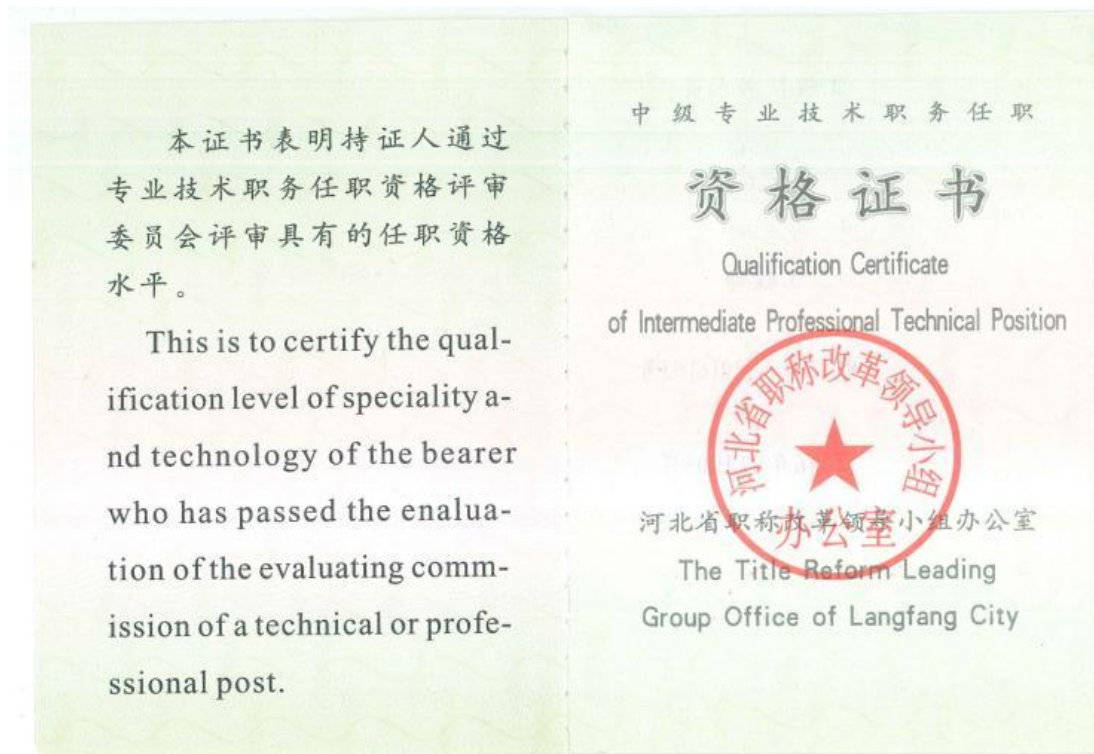 本证书表明持证人通过
专业技术职务任职资格评审
委员会评审具有的任职资格
水平。
This is to certify the qual-
ification level of speciality a-
nd technology of the bearer
who has passed the enalua-
tion of the evaluating comm-
ission of a technical or profe-
ssional post.
中级专业技术职务任职
资格证书
Qualification Certificate
of Intermediate Professional Technical Position
河北省职称改革领导小组
办公室
河北省职称改革领导小组办公室
The Title Reform Leading
Group Office of Langfang City